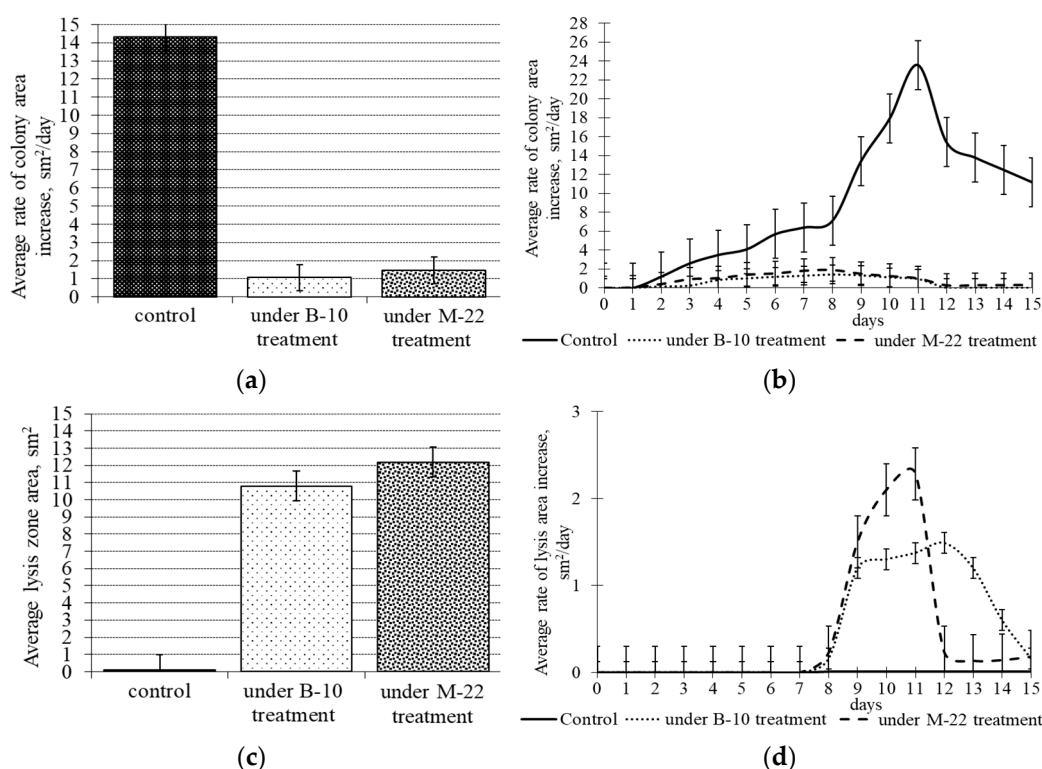 15
14
13
12
11
10
9
8
7
6
5
4
3
2
1
0
Average rate of colony area
increase, sm²/day
control
under B-10
treatment
under M-22
treatment
(a)
28
26
24
22
20
18
16
14
12
10
8
6
4
2
0
Average rate of colony area
increase, sm²/day
0 1 2 3 4 5 6 7 8 9 10 11 12 13 14 15
days
Control under B-10 treatment under M-22 treatment
(b)
15
14
13
12
11
10
9
8
7
6
5
4
3
2
1
0
Average lysis zone area, sm²
control
under B-10
treatment
under M-22
treatment
(c)
3
2
1
0
Average rate of lysis area increase,
sm²/day
0 1 2 3 4 5 6 7 8 9 10 11 12 13 14 15
days
Control under B-10 treatment under M-22 treatment
(d)